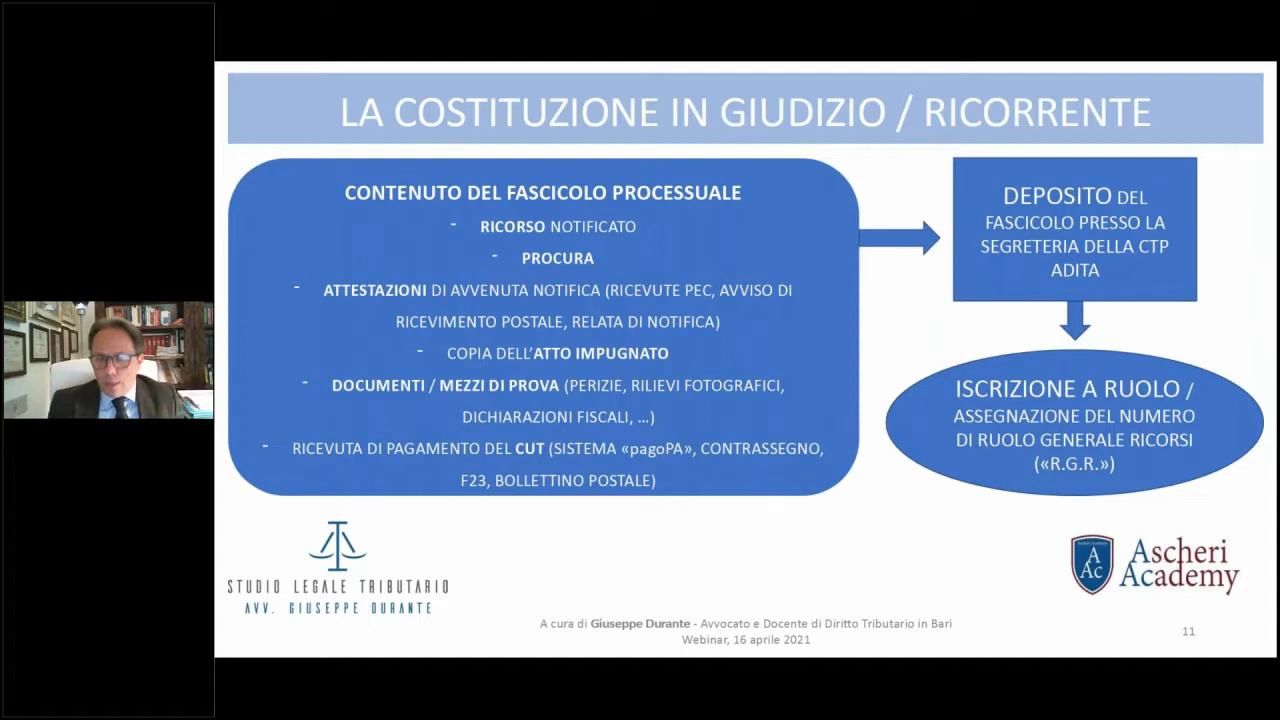 LA COSTITUZIONE IN GIUDIZIO / RICORRENTE
CONTENUTO DEL FASCICOLO PROCESSUALE
- RICORSO NOTIFICATO
- PROCURA
- ATTESTAZIONI DI AVVENUTA NOTIFICA (RICEVUTE PEC, AVVISO DI
RICEVIMENTO POSTALE, RELATA DI NOTIFICA)
- COPIA DELL'ATTO IMPUGNATO
- DOCUMENTI / MEZZI DI PROVA (PERIZIE, RILIEVI FOTOGRAFICI,
DICHIARAZIONI FISCALI, …)
- RICEVUTA DI PAGAMENTO DEL CUT (SISTEMA «pagoPA», CONTRASSEGNO,
F23, BOLLETTINO POSTALE)
DEPOSITO DEL
FASCICOLO PRESSO LA
SEGRETERIA DELLA CTP
ADITA
ISCRIZIONE A RUOLO /
ASSEGNAZIONE DEL NUMERO
DI RUOLO GENERALE RICORSI
(«R.G.R.»)
STUDIO LEGALE TRIBUTARIO
AVV. GIUSEPPE DURANTE
A
Ac
Ascheri
Academy
A cura di Giuseppe Durante - Avvocato e Docente di Diritto Tributario in Bari
Webinar, 16 aprile 2021
11